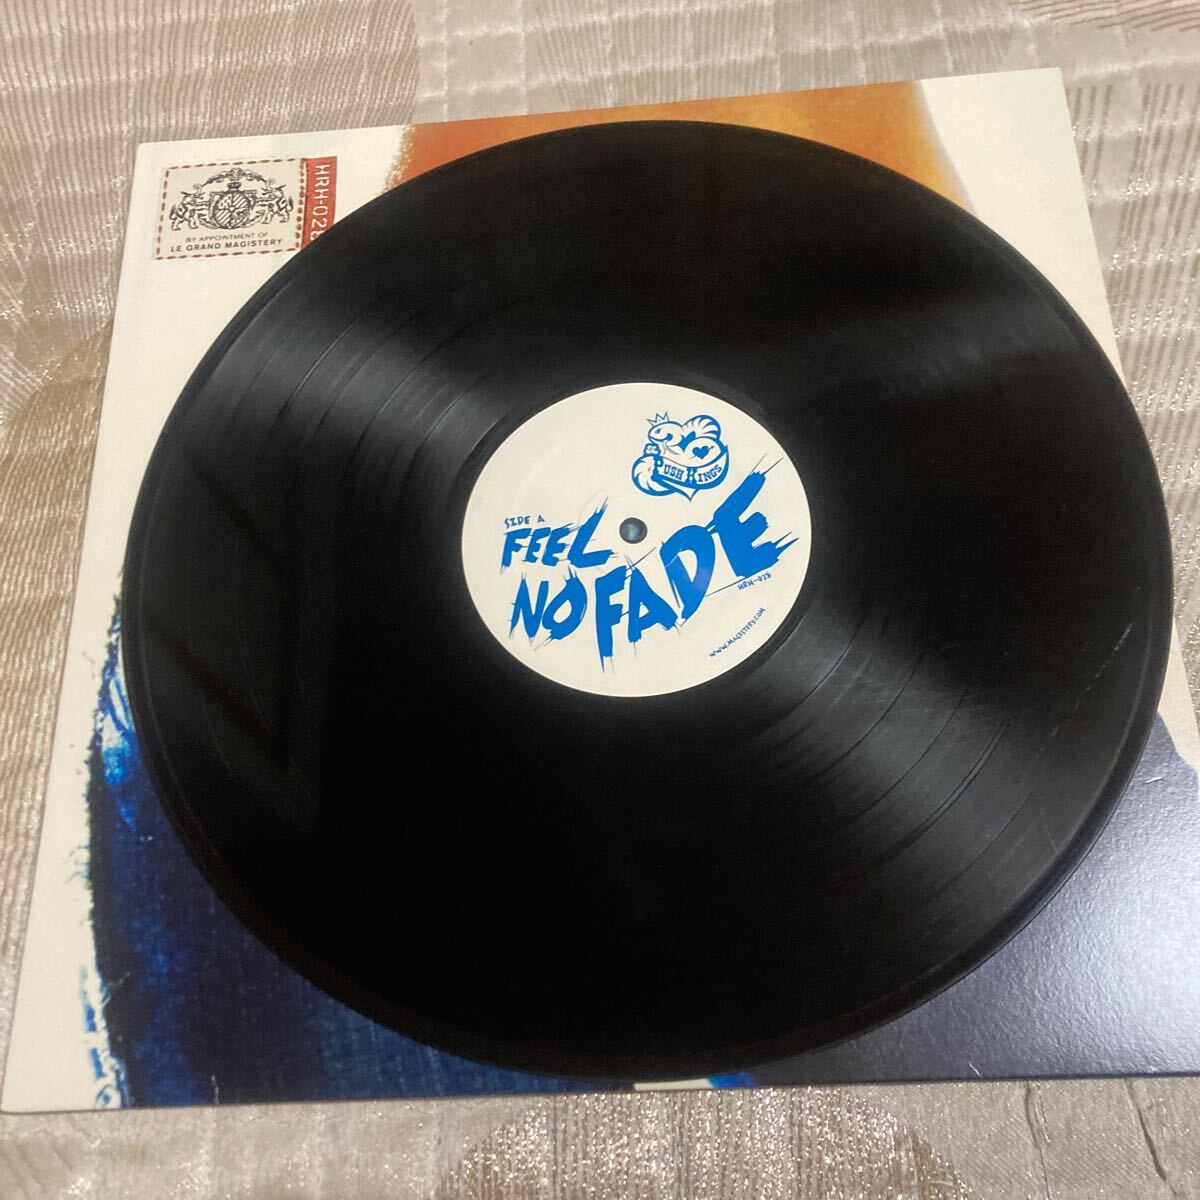 HRH-028
BY APPOINTMENT OF
LE GRAND MAGISTERY
PUSH KINGS
SIDE A
FEEL
NO FADE
HRH-028
WWW.MAGISTERY.COM